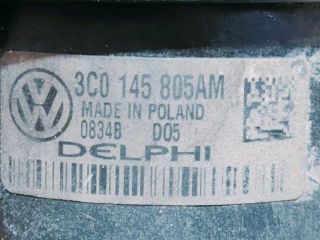 3C0 145 805AM
MADE IN POLAND
0834B D05
DELPHI